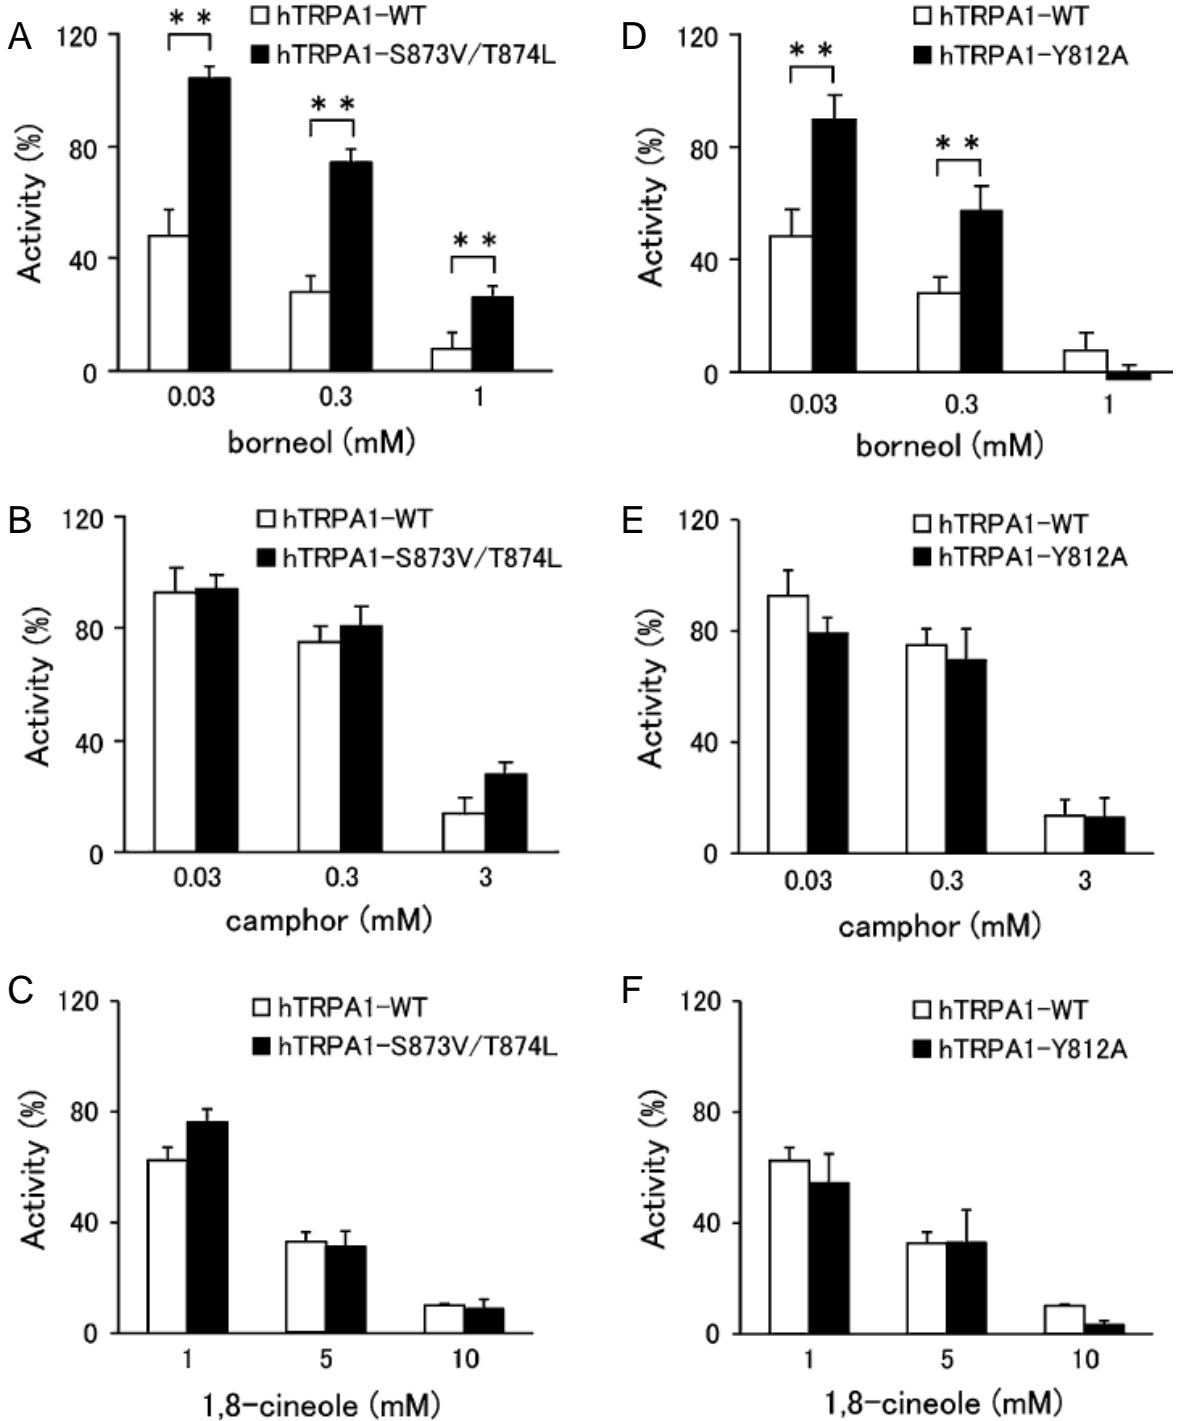 A
* *
hTRPA1-WT
hTRPA1-S873V/T874L
120
80
40
0
Activity (%)
* *
* *
0.03 0.3 1
borneol (mM)
D
hTRPA1-WT
hTRPA1-Y812A
120
80
40
0
Activity (%)
* *
* *
0.03 0.3 1
borneol (mM)
B
hTRPA1-WT
hTRPA1-S873V/T874L
120
80
40
0
Activity (%)
0.03 0.3 3
camphor (mM)
E
hTRPA1-WT
hTRPA1-Y812A
120
80
40
0
Activity (%)
0.03 0.3 3
camphor (mM)
C
hTRPA1-WT
hTRPA1-S873V/T874L
120
80
40
0
Activity (%)
1 5 10
1,8-cineole (mM)
F
hTRPA1-WT
hTRPA1-Y812A
120
80
40
0
Activity (%)
1 5 10
1,8-cineole (mM)